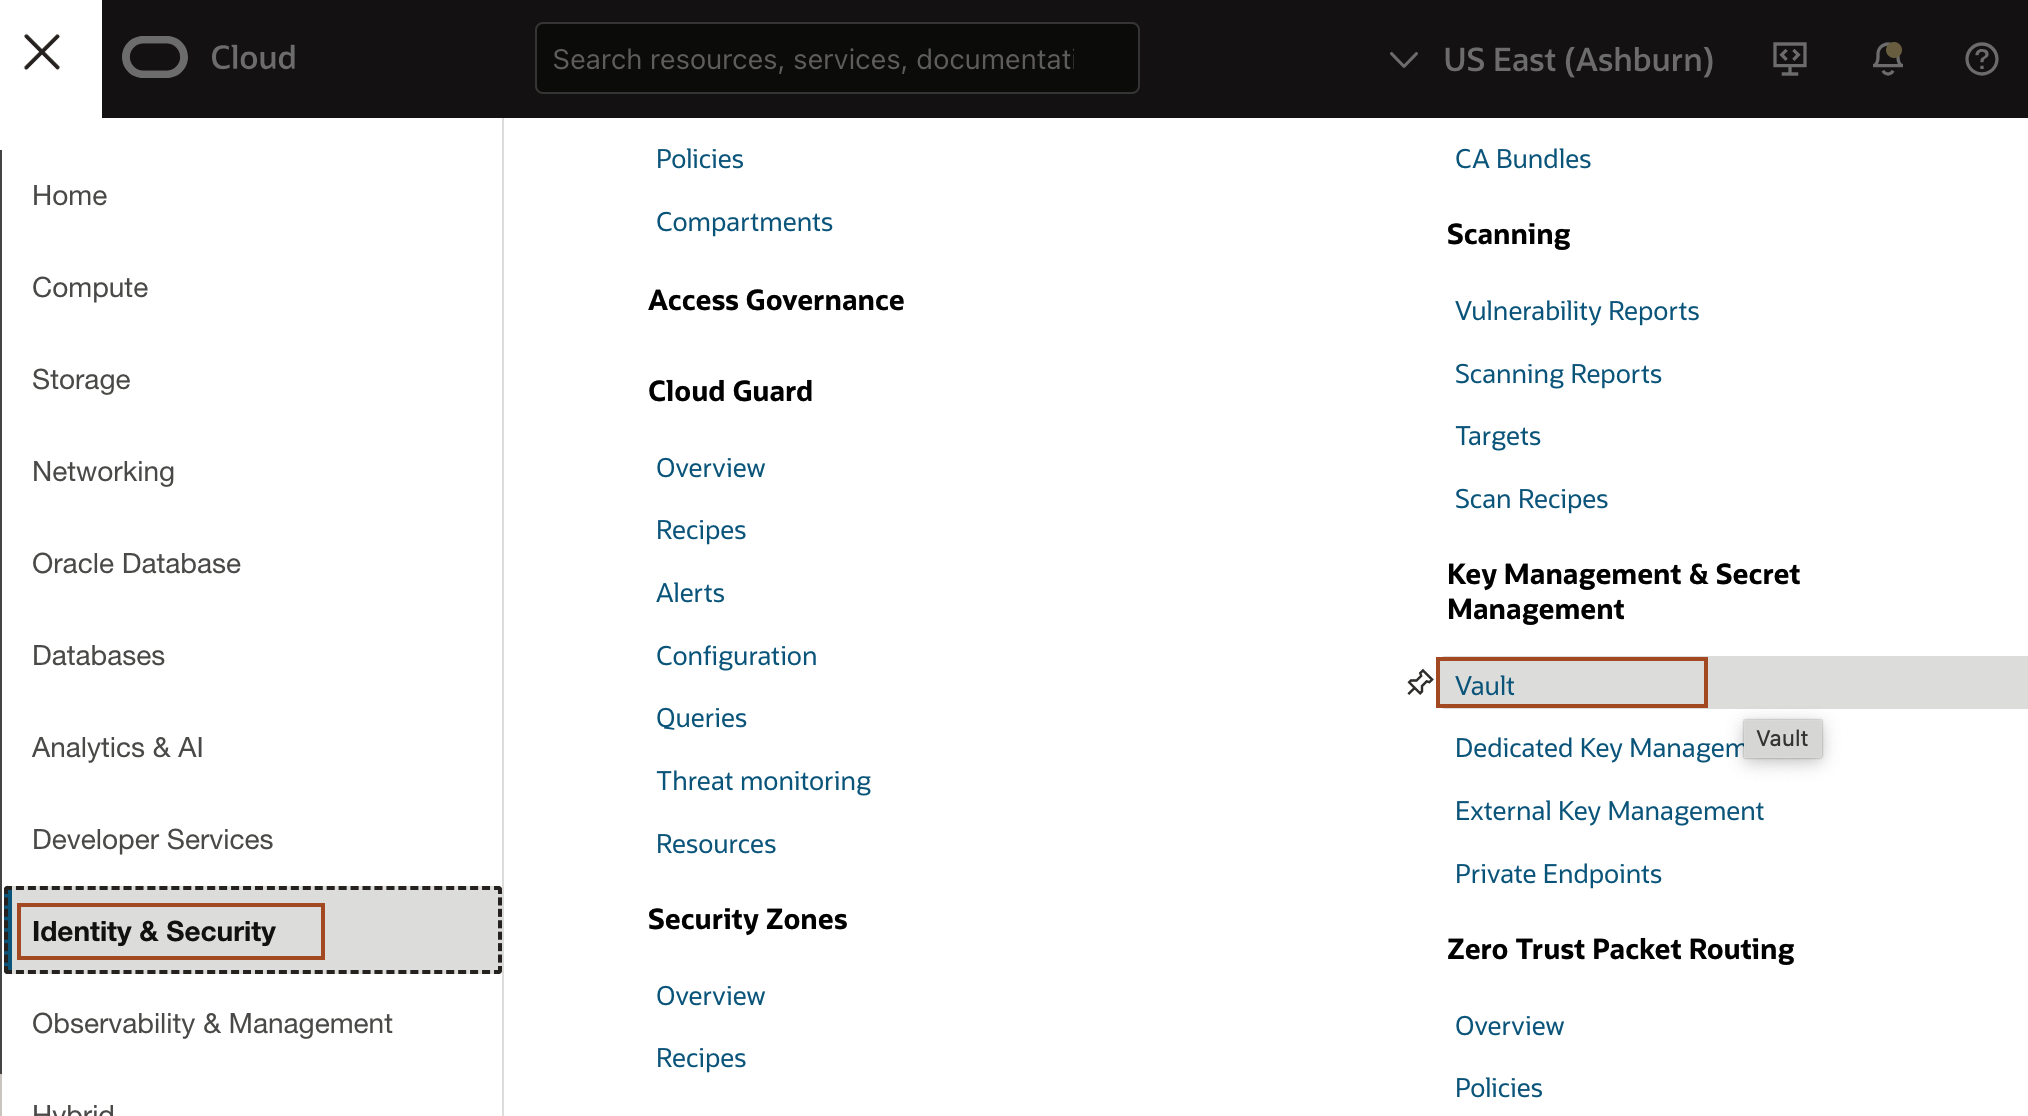 Cloud
Search resources, services, documentati
US East (Ashburn)
Home
Compute
Storage
Networking
Oracle Database
Databases
Analytics & AI
Developer Services
Identity & Security
Observability & Management
Hybrid
Policies
Compartments
Access Governance
Cloud Guard
Overview
Recipes
Alerts
Configuration
Queries
Threat monitoring
Resources
Security Zones
Overview
Recipes
CA Bundles
Scanning
Vulnerability Reports
Scanning Reports
Targets
Scan Recipes
Key Management & Secret
Management
Vault
Vault
Dedicated Key Managem
External Key Management
Private Endpoints
Zero Trust Packet Routing
Overview
Policies